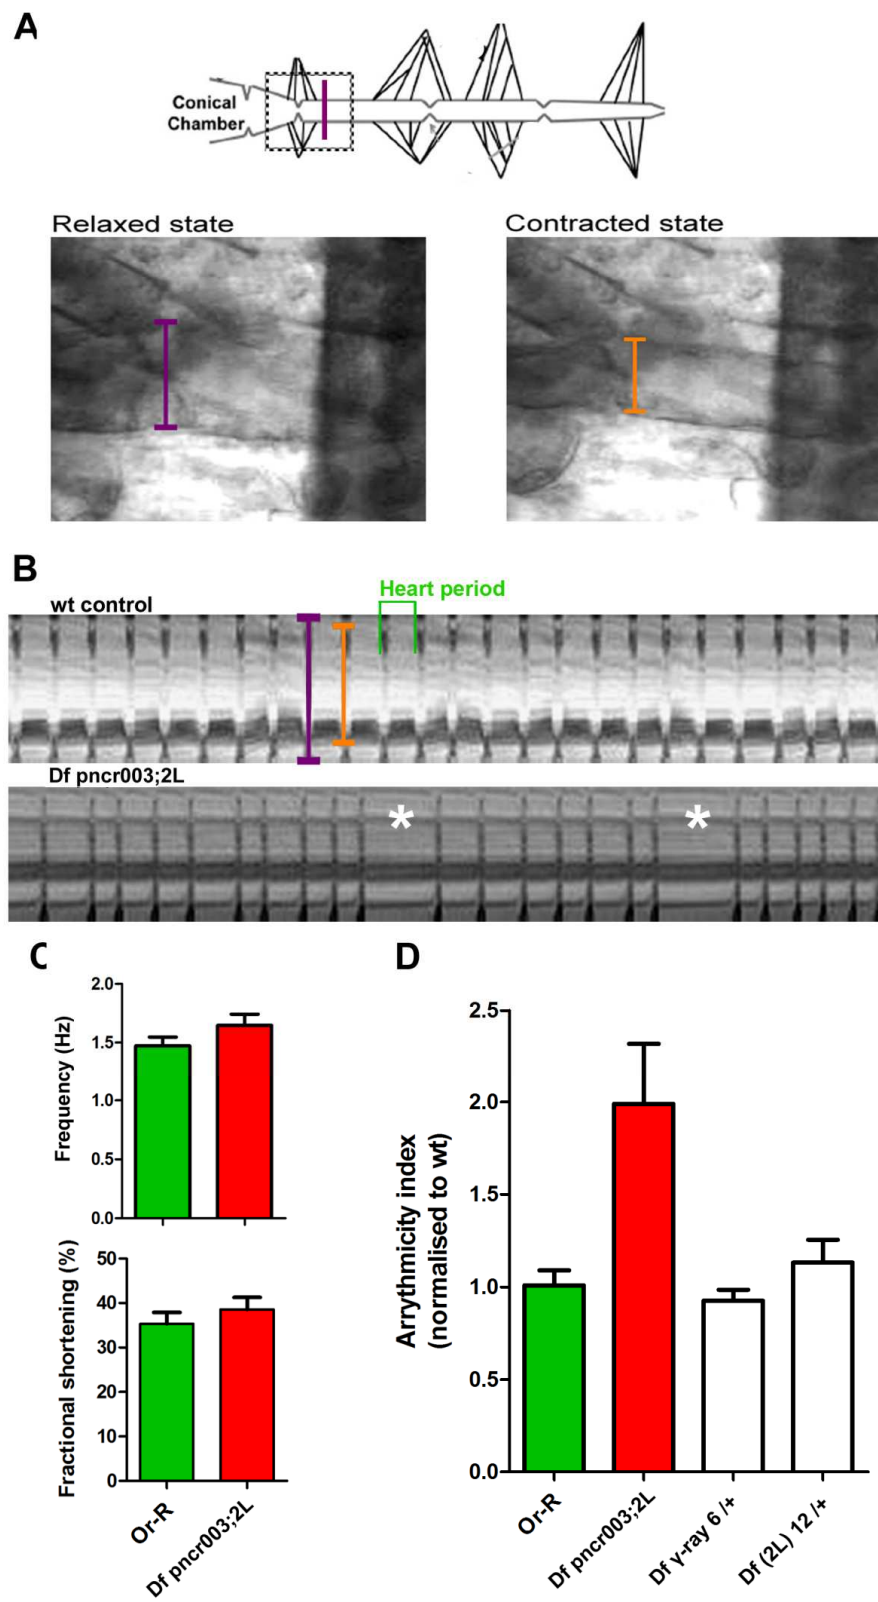 A
Conical
Chamber
Relaxed state
Contracted state
B
Heart period
wt control
Df pncr003;2L
*
*
C
D
2.0
1.5
1.0
0.5
0.0
Frequency (Hz)
50
40
30
20
10
0
Fractional shortening (%)
Or-R
Df pncr003;2L
2.5
2.0
1.5
1.0
0.5
0.0
Arrythmicity index
(normalised to wt)
Or-R
Df pncr003;2L
Df γ-ray 6 /+
Df (2L) 12 /+